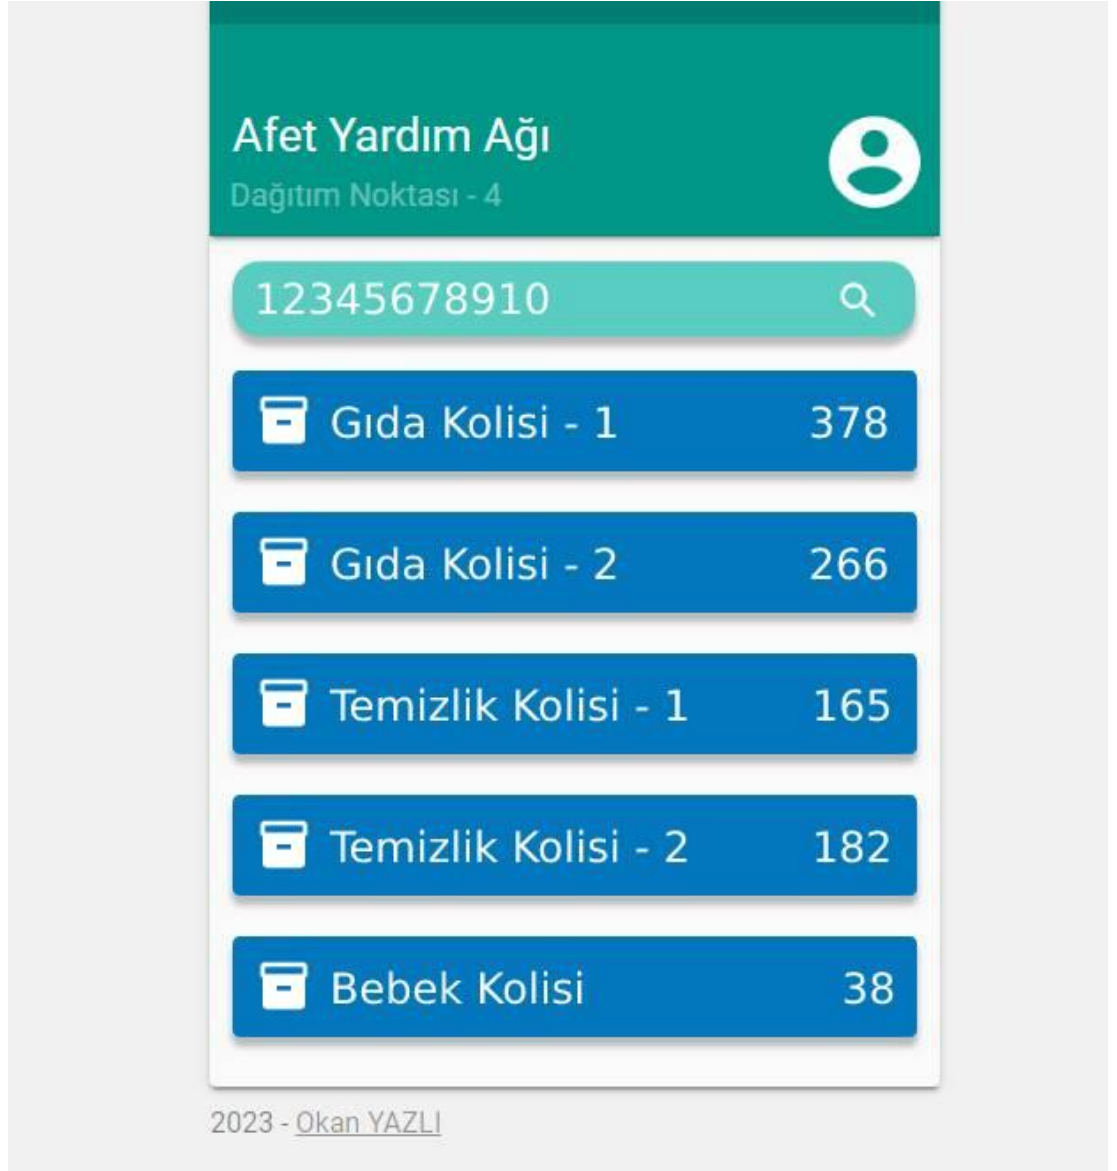 Afet Yardım Ağı
Dağıtım Noktası - 4
12345678910
Gıda Kolisi - 1 378
Gıda Kolisi - 2 266
Temizlik Kolisi - 1 165
Temizlik Kolisi - 2 182
Bebek Kolisi 38
2023 - Okan YAZLI